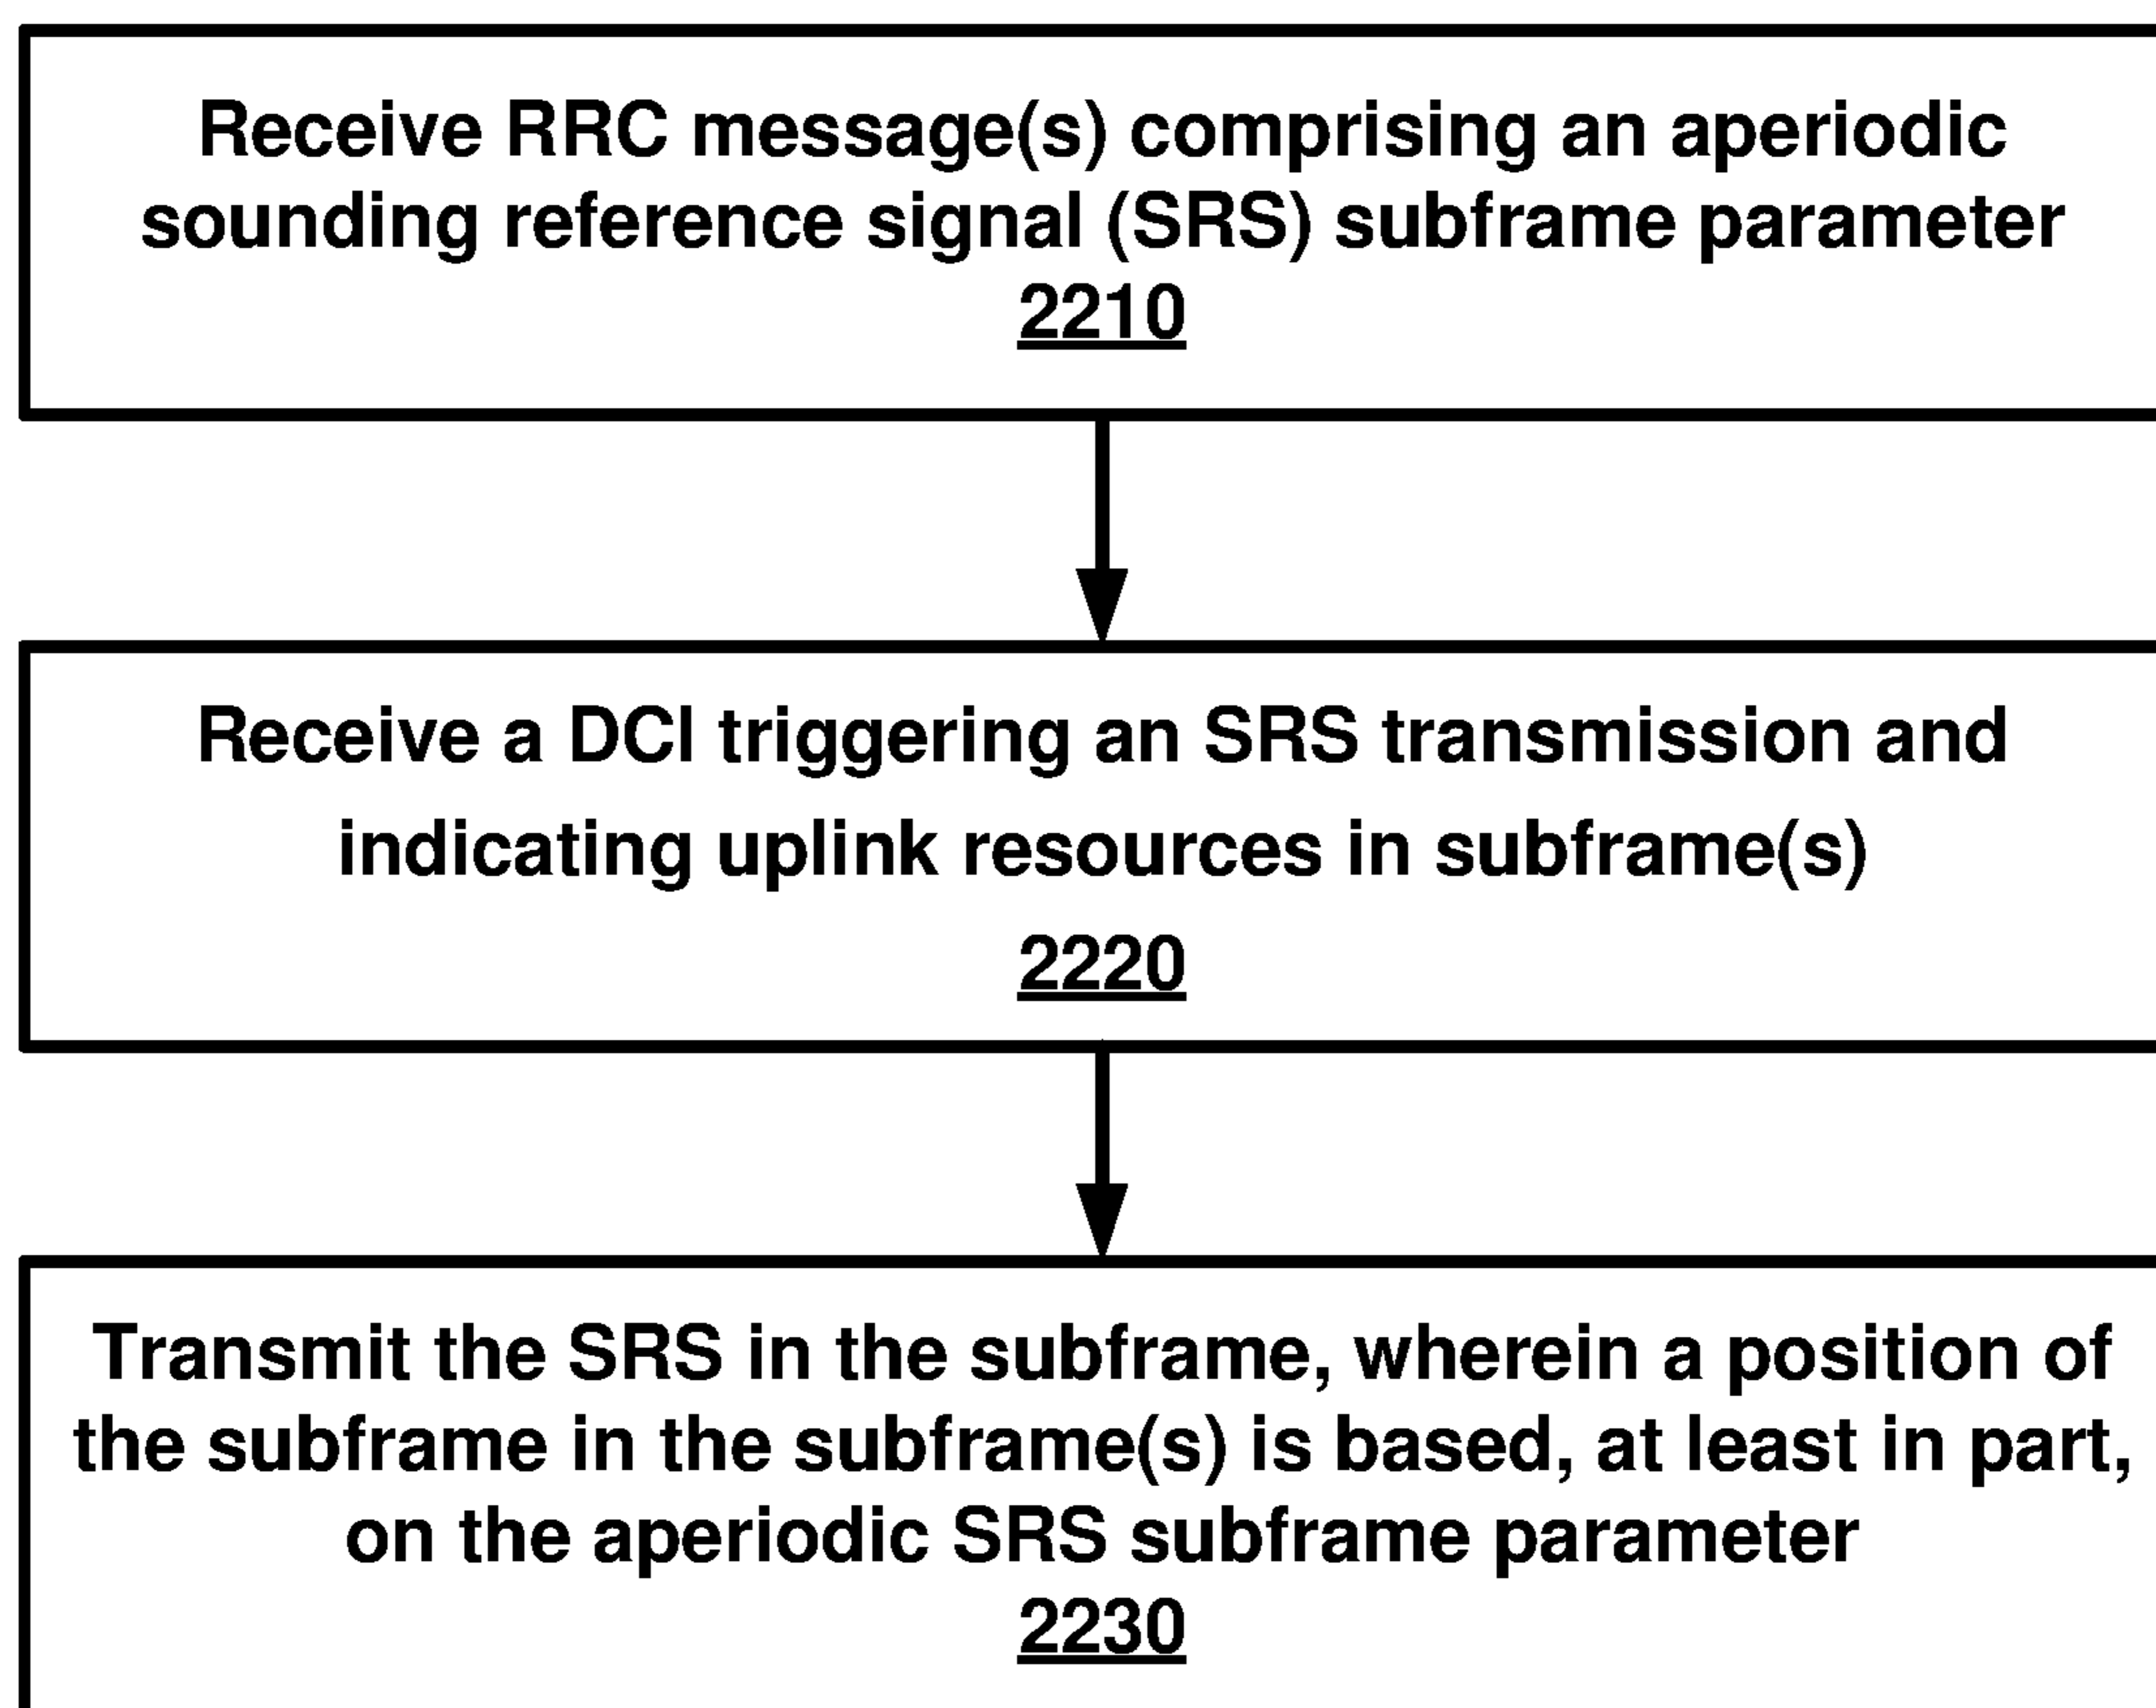 Receive RRC message(s) comprising an aperiodic
sounding reference signal (SRS) subframe parameter
2210
Receive a DCI triggering an SRS transmission and
indicating uplink resources in subframe(s)
2220
Transmit the SRS in the subframe, wherein a position of
the subframe in the subframe(s) is based, at least in part,
on the aperiodic SRS subframe parameter
2230